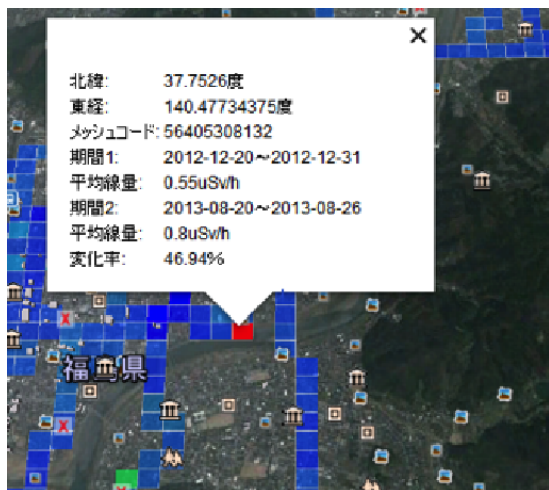 北緯: 37.7526度
東経: 140.47734375度
メッシュコード: 56405308132
期間1: 2012-12-20～2012-12-31
平均線量: 0.55uSv/h
期間2: 2013-08-20～2013-08-26
平均線量: 0.8uSv/h
変化率: 46.94%
福島県